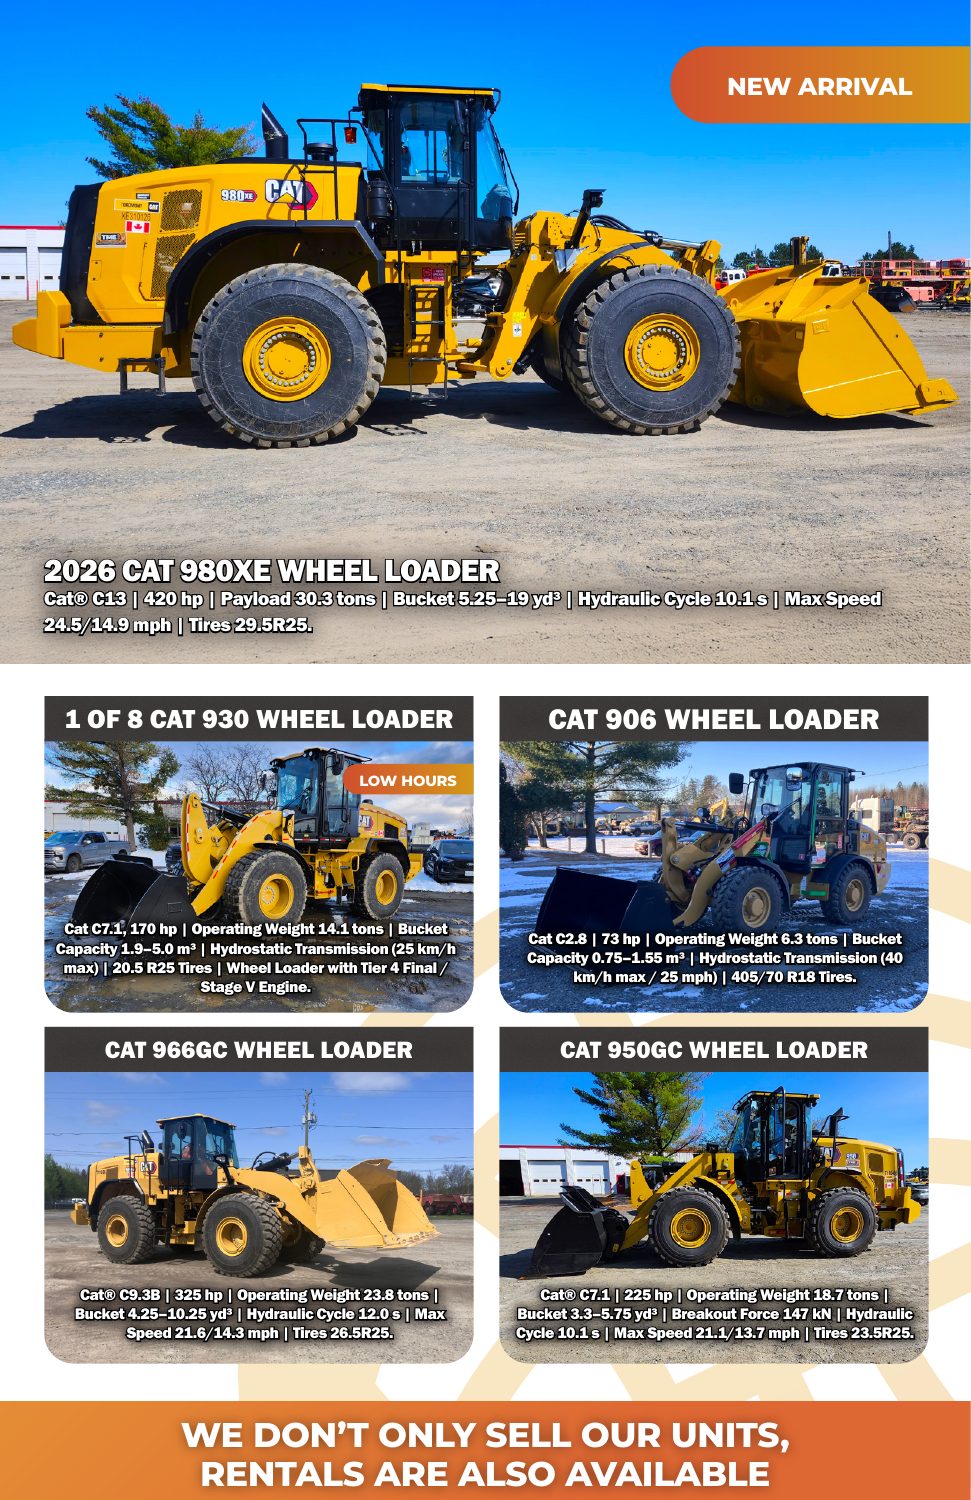 NEW ARRIVAL
980XE
CAT
XE310126
2026 CAT 980XE WHEEL LOADER
Cat® C13 | 420 hp | Payload 30.3 tons | Bucket 5.25–19 yd³ | Hydraulic Cycle 10.1 s | Max Speed
24.5/14.9 mph | Tires 29.5R25.
1 OF 8 CAT 930 WHEEL LOADER
LOW HOURS
CAT
Cat C7.1, 170 hp | Operating Weight 14.1 tons | Bucket
Capacity 1.9–5.0 m³ | Hydrostatic Transmission (25 km/h
max) | 20.5 R25 Tires | Wheel Loader with Tier 4 Final /
Stage V Engine.
CAT 906 WHEEL LOADER
Cat C2.8 | 73 hp | Operating Weight 6.3 tons | Bucket
Capacity 0.75–1.55 m³ | Hydrostatic Transmission (40
km/h max / 25 mph) | 405/70 R18 Tires.
CAT 966GC WHEEL LOADER
CAT
Cat® C9.3B | 325 hp | Operating Weight 23.8 tons |
Bucket 4.25–10.25 yd³ | Hydraulic Cycle 12.0 s | Max
Speed 21.6/14.3 mph | Tires 26.5R25.
CAT 950GC WHEEL LOADER
950
Cat® C7.1 | 225 hp | Operating Weight 18.7 tons |
Bucket 3.3–5.75 yd³ | Breakout Force 147 kN | Hydraulic
Cycle 10.1 s | Max Speed 21.1/13.7 mph | Tires 23.5R25.
WE DON'T ONLY SELL OUR UNITS,
RENTALS ARE ALSO AVAILABLE